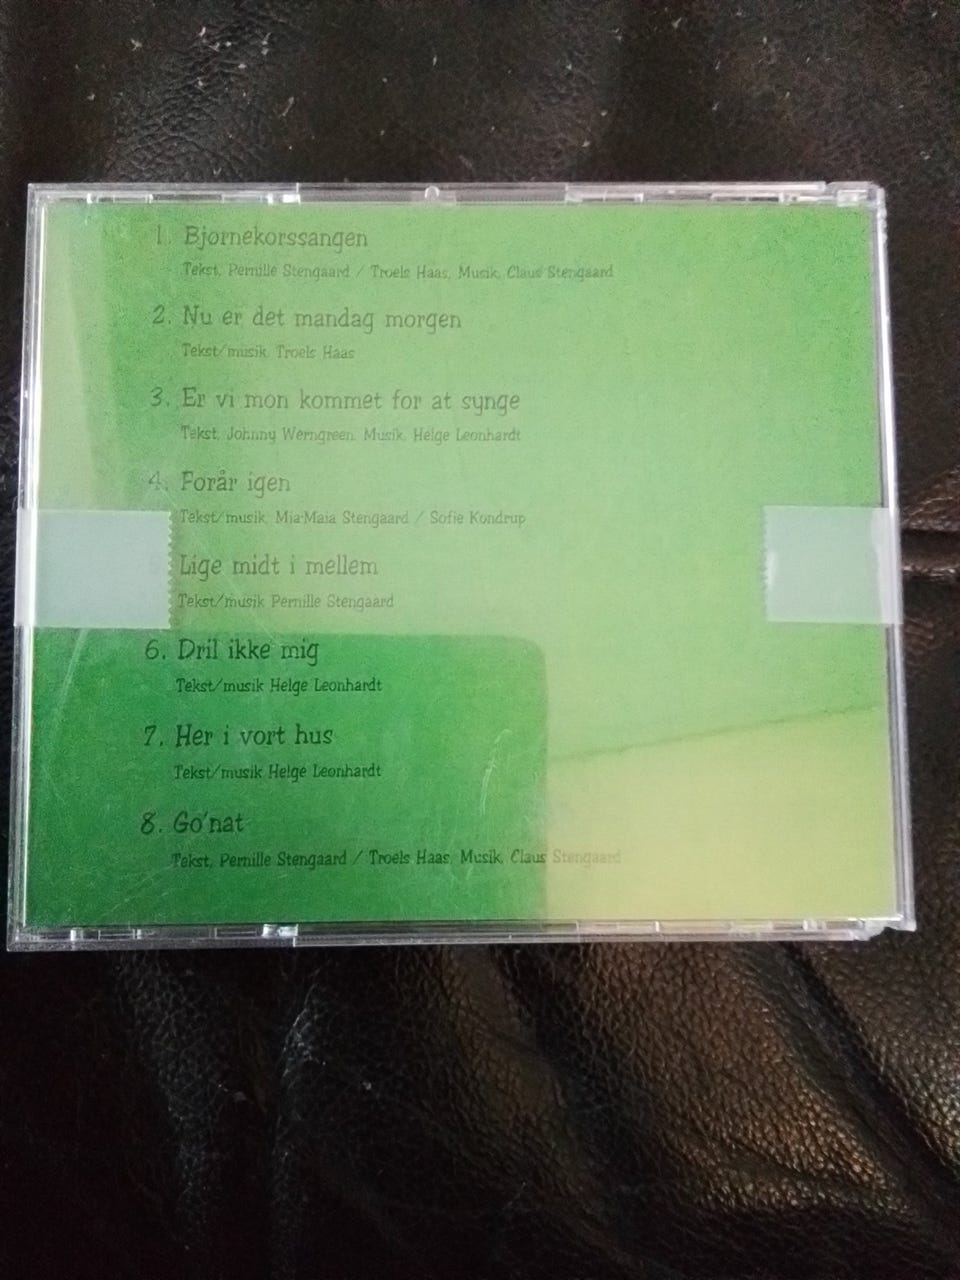 1. Bjørnekorssangen
Tekst, Pernille Stengaard / Troels Haas, Musik, Claus Stengaard
2. Nu er det mandag morgen
Tekst/musik, Troels Haas
3. Er vi mon kommet for at synge
Tekst, Johnny Werngreen. Musik, Helge Leonhardt
4. Forår igen
Tekst/musik, Mia-Maia Stengaard / Sofie Kondrup
5. Lige midt i mellem
Tekst/musik Pernille Stengaard
6. Dril ikke mig
Tekst/musik Helge Leonhardt
7. Her i vort hus
Tekst/musik Helge Leonhardt
8. Go'nat
Tekst, Pernille Stengaard / Troels Haas, Musik, Claus Stengaard